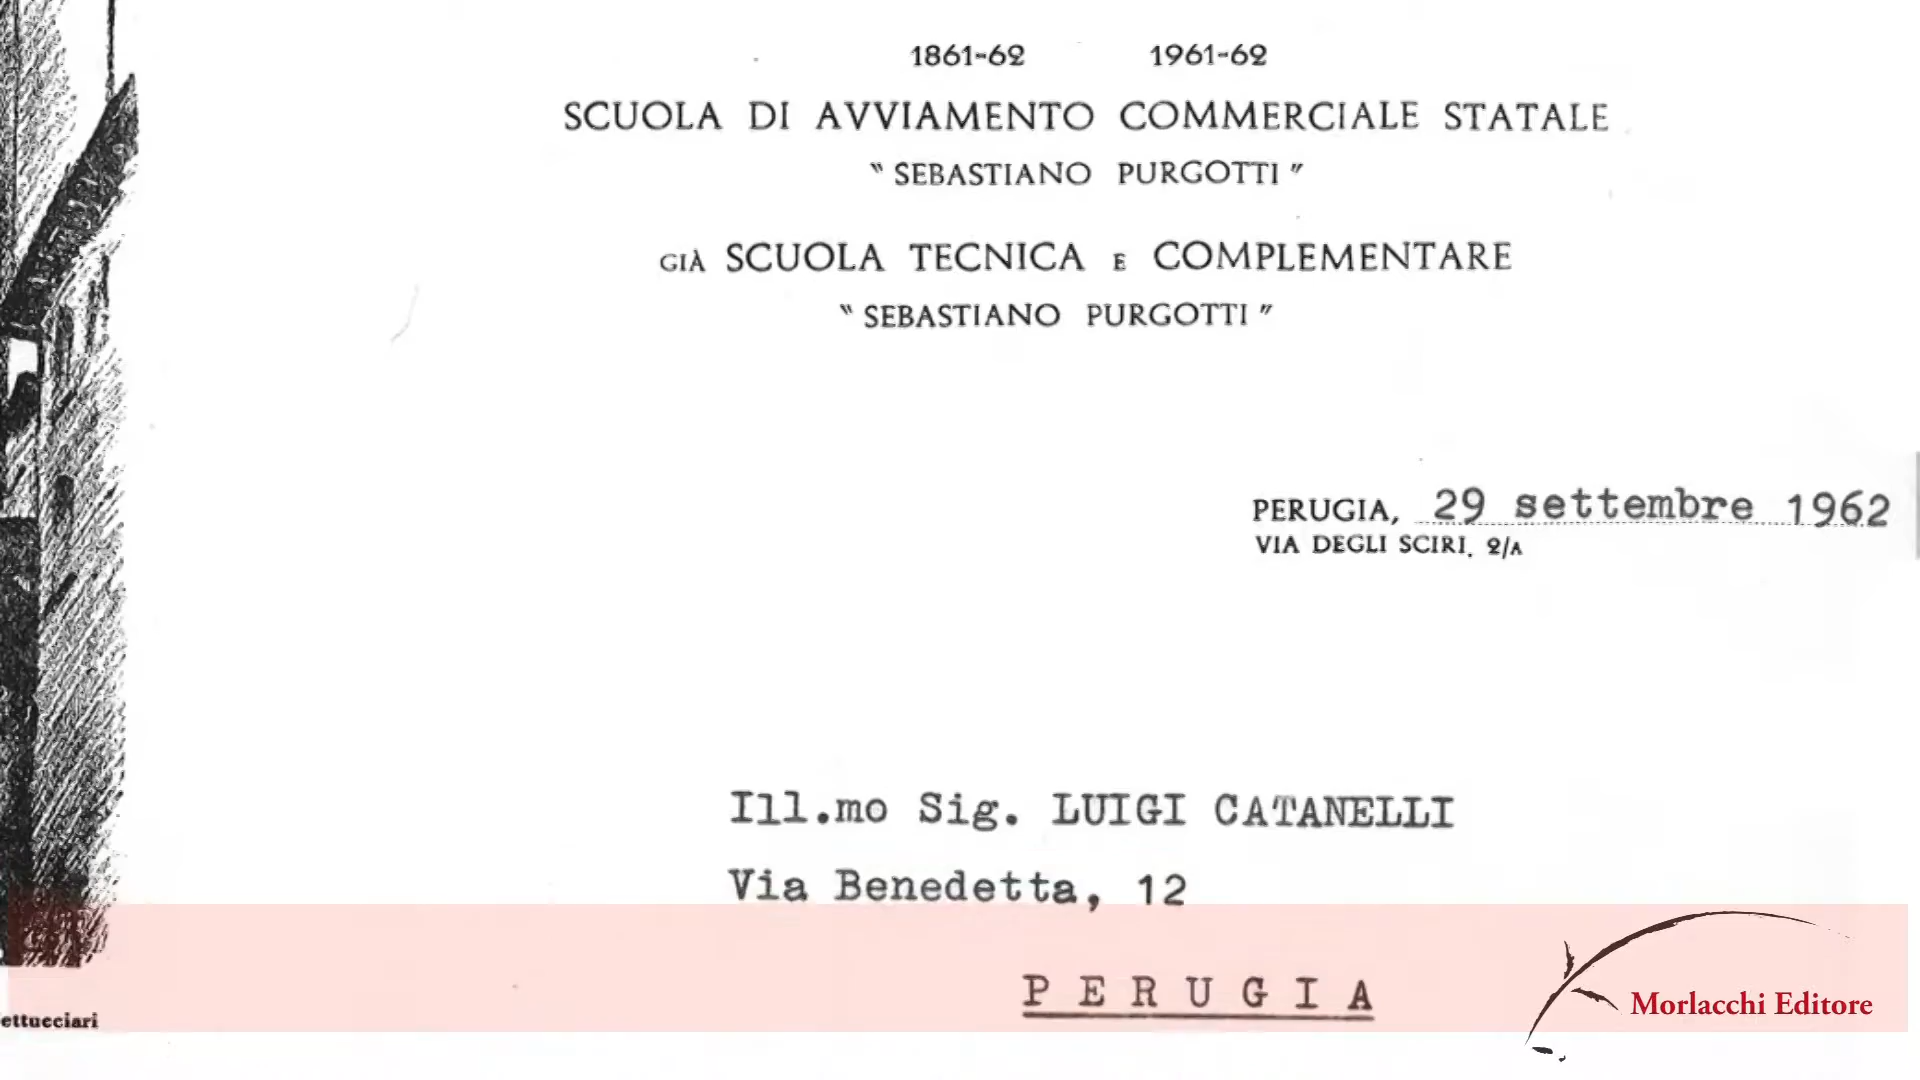 1861-62 1961-62
SCUOLA DI AVVIAMENTO COMMERCIALE STATALE
" SEBASTIANO PURGOTTI "
GIÀ SCUOLA TECNICA E COMPLEMENTARE
" SEBASTIANO PURGOTTI "
PERUGIA, 29 settembre 1962
VIA DEGLI SCIRI, 2/A
Ill.mo Sig. LUIGI CATANELLI
Via Benedetta, 12
PERUGIA
ettucciari
Morlacchi Editore